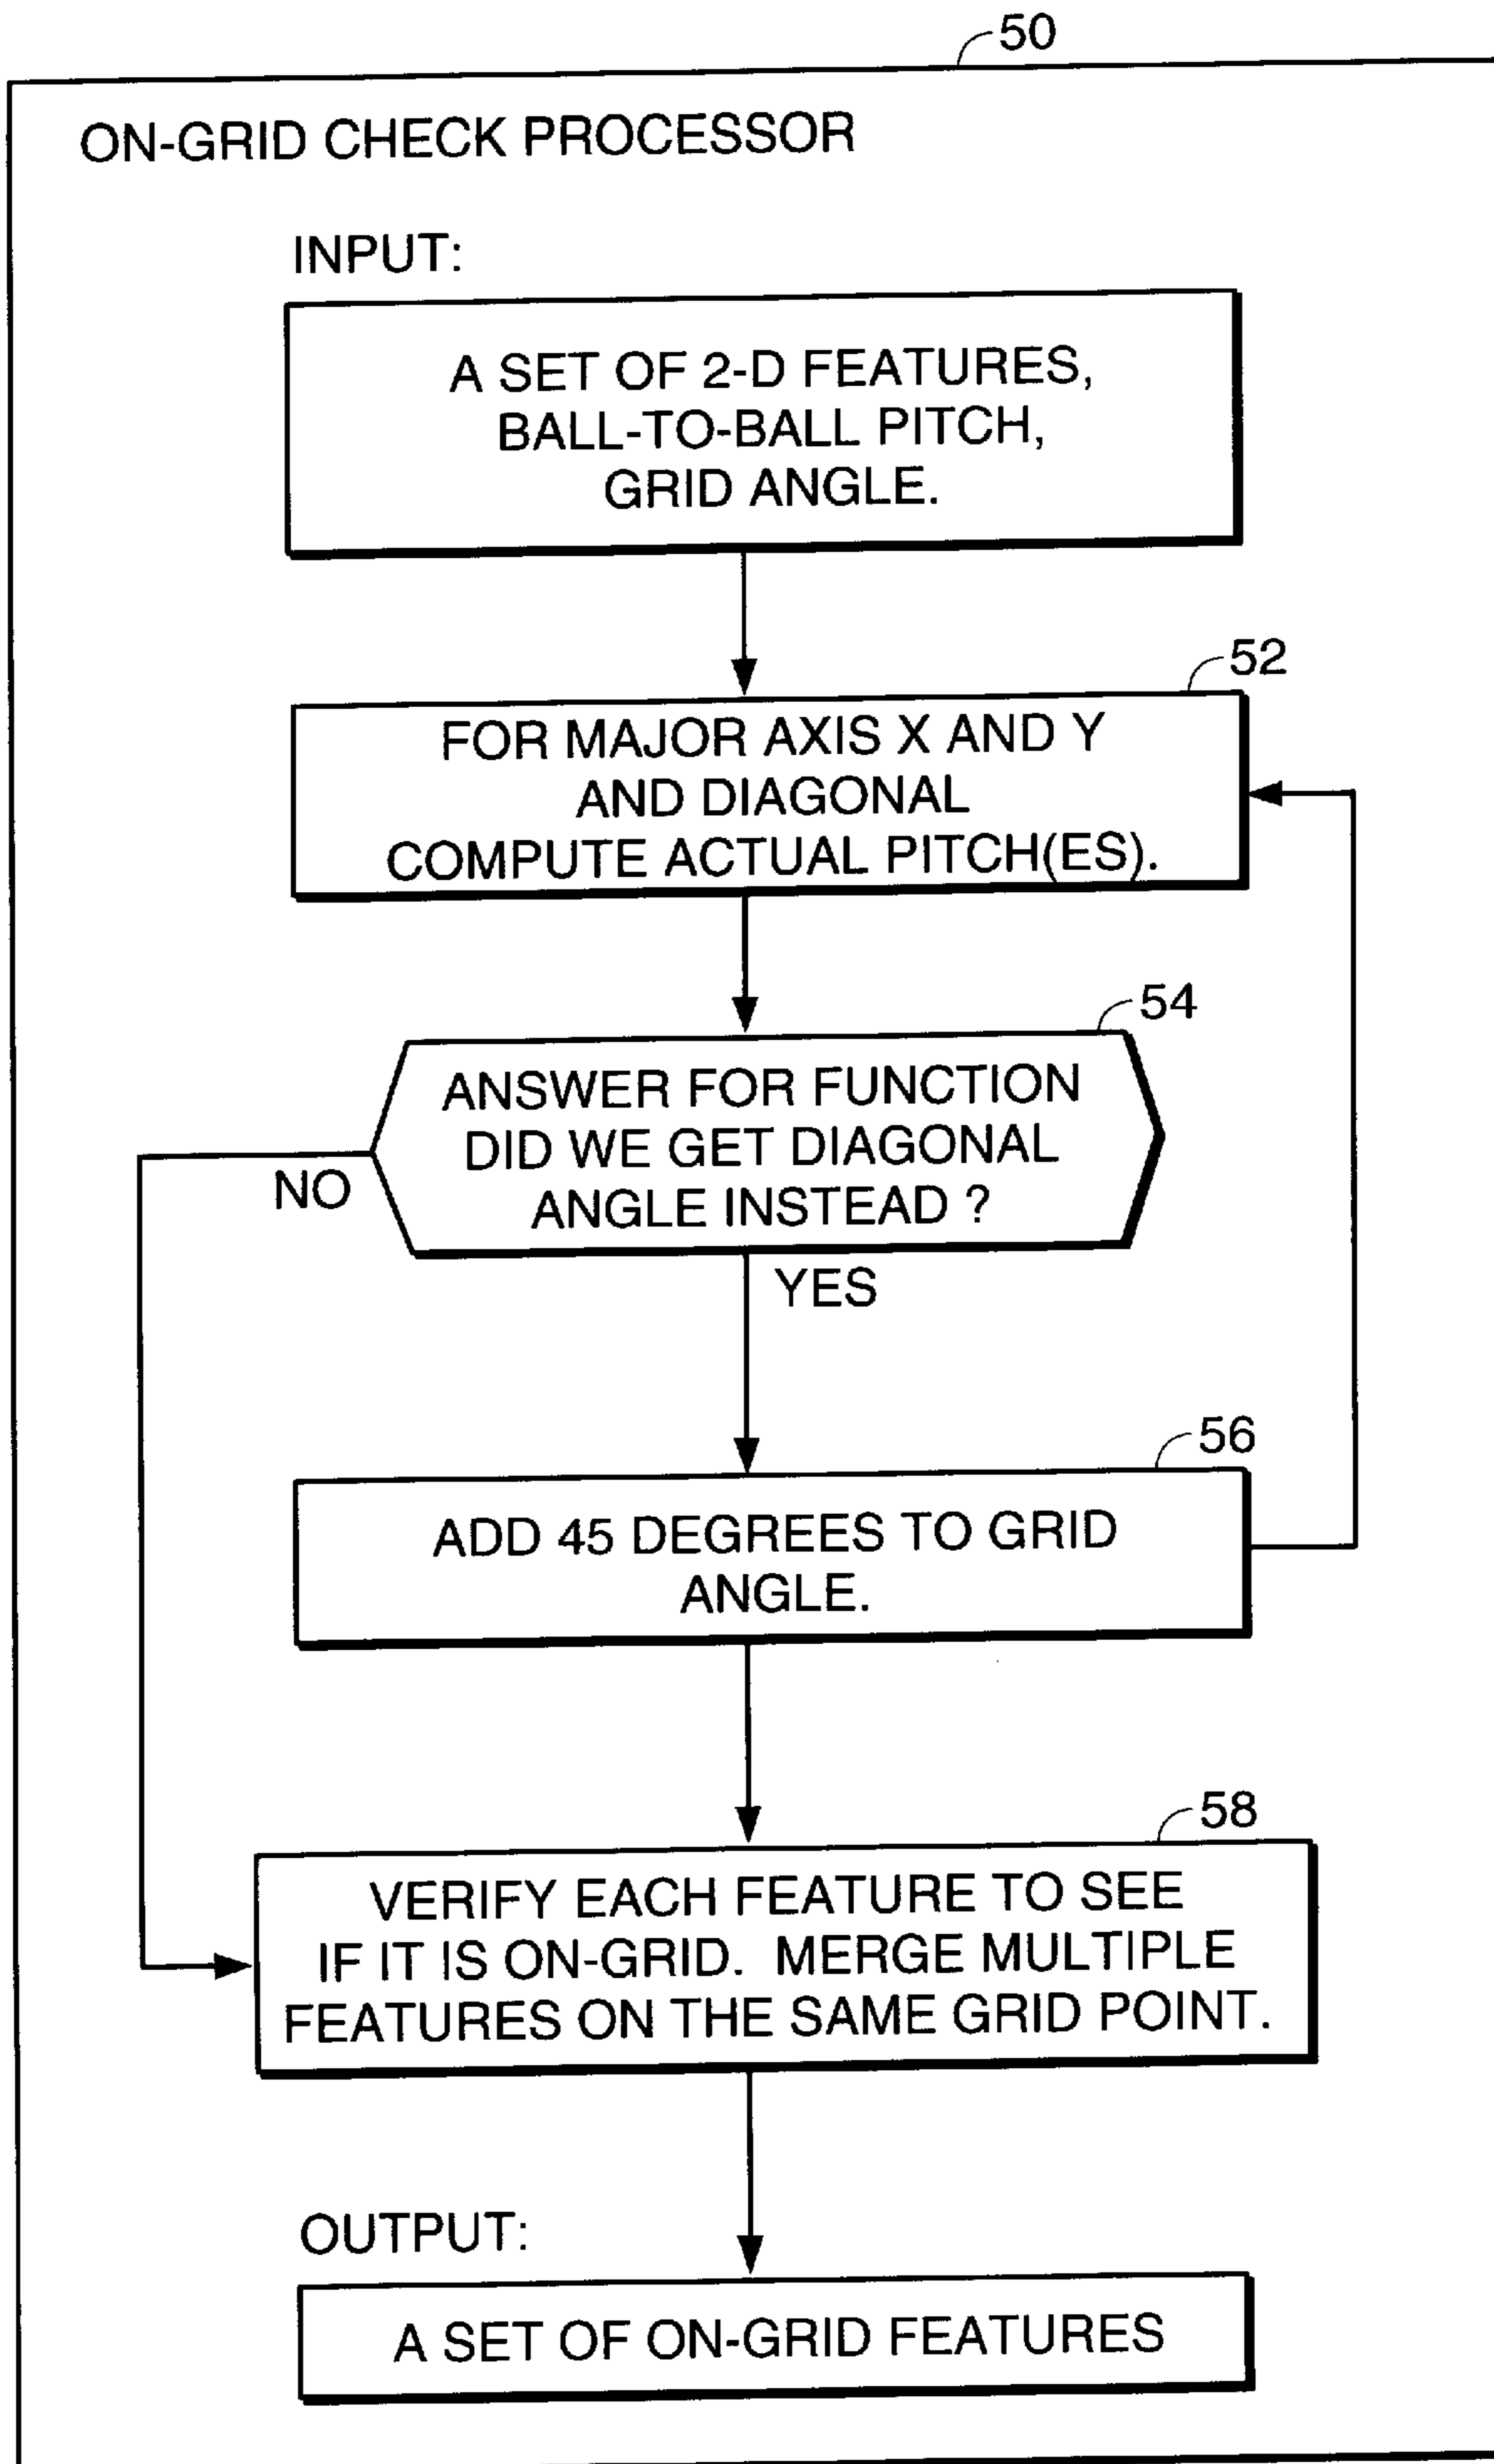 50
ON-GRID CHECK PROCESSOR
INPUT:
A SET OF 2-D FEATURES,
BALL-TO-BALL PITCH,
GRID ANGLE.
52
FOR MAJOR AXIS X AND Y
AND DIAGONAL
COMPUTE ACTUAL PITCH(ES).
54
ANSWER FOR FUNCTION
DID WE GET DIAGONAL
ANGLE INSTEAD ?
NO
YES
56
ADD 45 DEGREES TO GRID
ANGLE.
58
VERIFY EACH FEATURE TO SEE
IF IT IS ON-GRID. MERGE MULTIPLE
FEATURES ON THE SAME GRID POINT.
OUTPUT:
A SET OF ON-GRID FEATURES